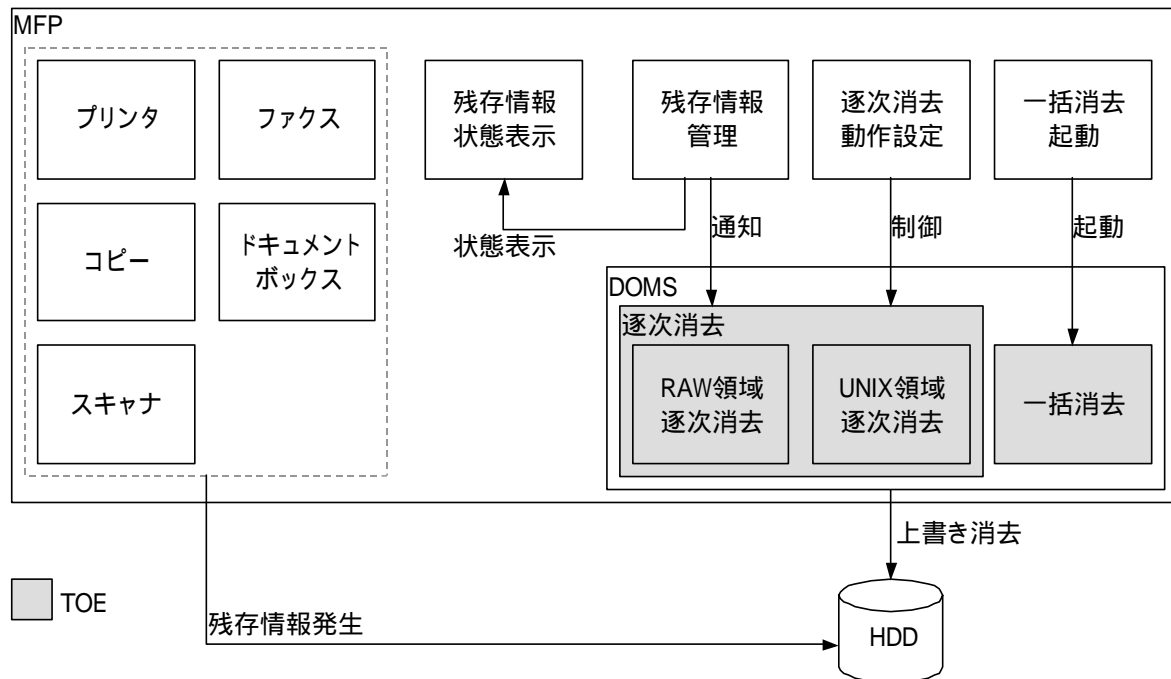 MFP
プリンタ
ファクス
残存情報
状態表示
残存情報
管理
逐次消去
動作設定
一括消去
起動
コピー
ドキュメント
ボックス
状態表示
通知
制御
起動
DOMS
逐次消去
スキャナ
RAW領域
逐次消去
UNIX領域
逐次消去
一括消去
上書き消去
TOE
残存情報発生
HDD